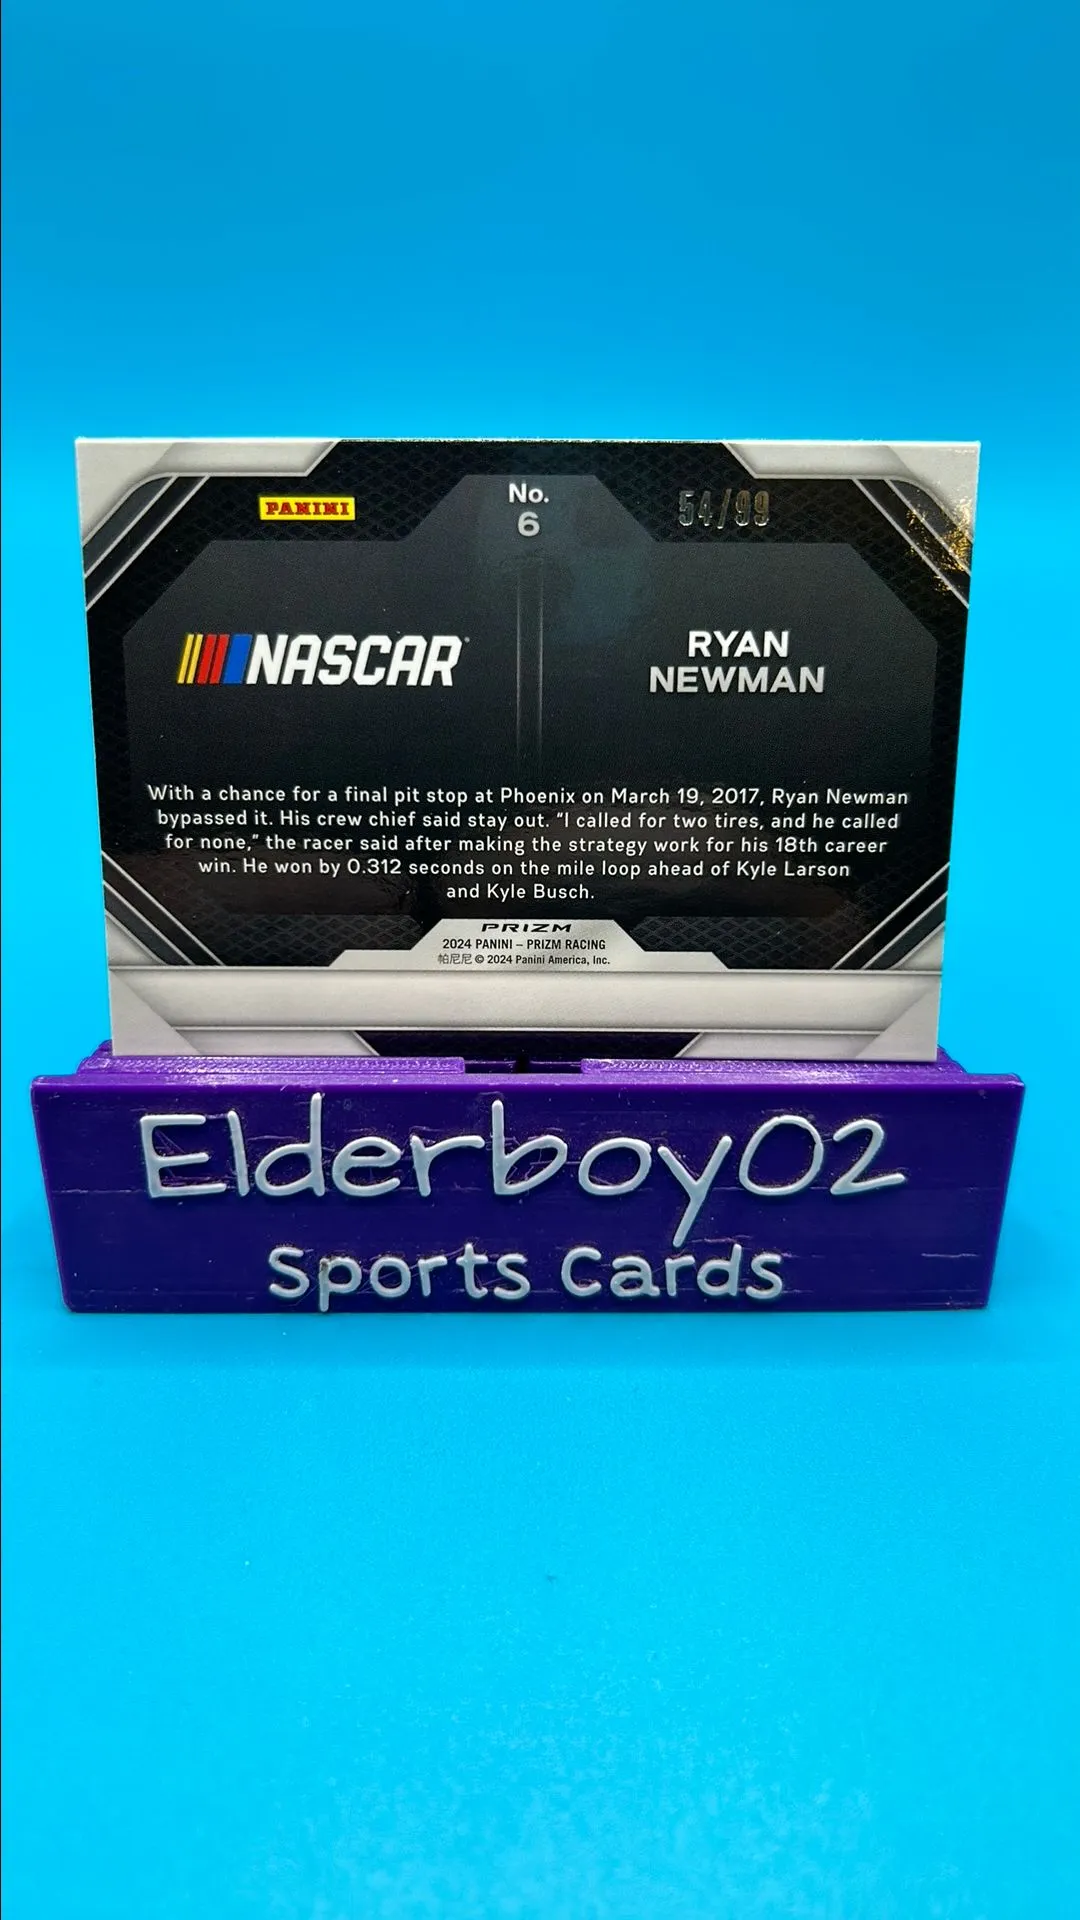 PANINI
No.
6
54/99
NASCAR
RYAN
NEWMAN
With a chance for a final pit stop at Phoenix on March 19, 2017, Ryan Newman
bypassed it. His crew chief said stay out. "I called for two tires, and he called
for none," the racer said after making the strategy work for his 18th career
win. He won by 0.312 seconds on the mile loop ahead of Kyle Larson
and Kyle Busch.
PRIZM
2024 PANINI – PRIZM RACING
帕尼尼 © 2024 Panini America, Inc.
Elderboy02
Sports Cards